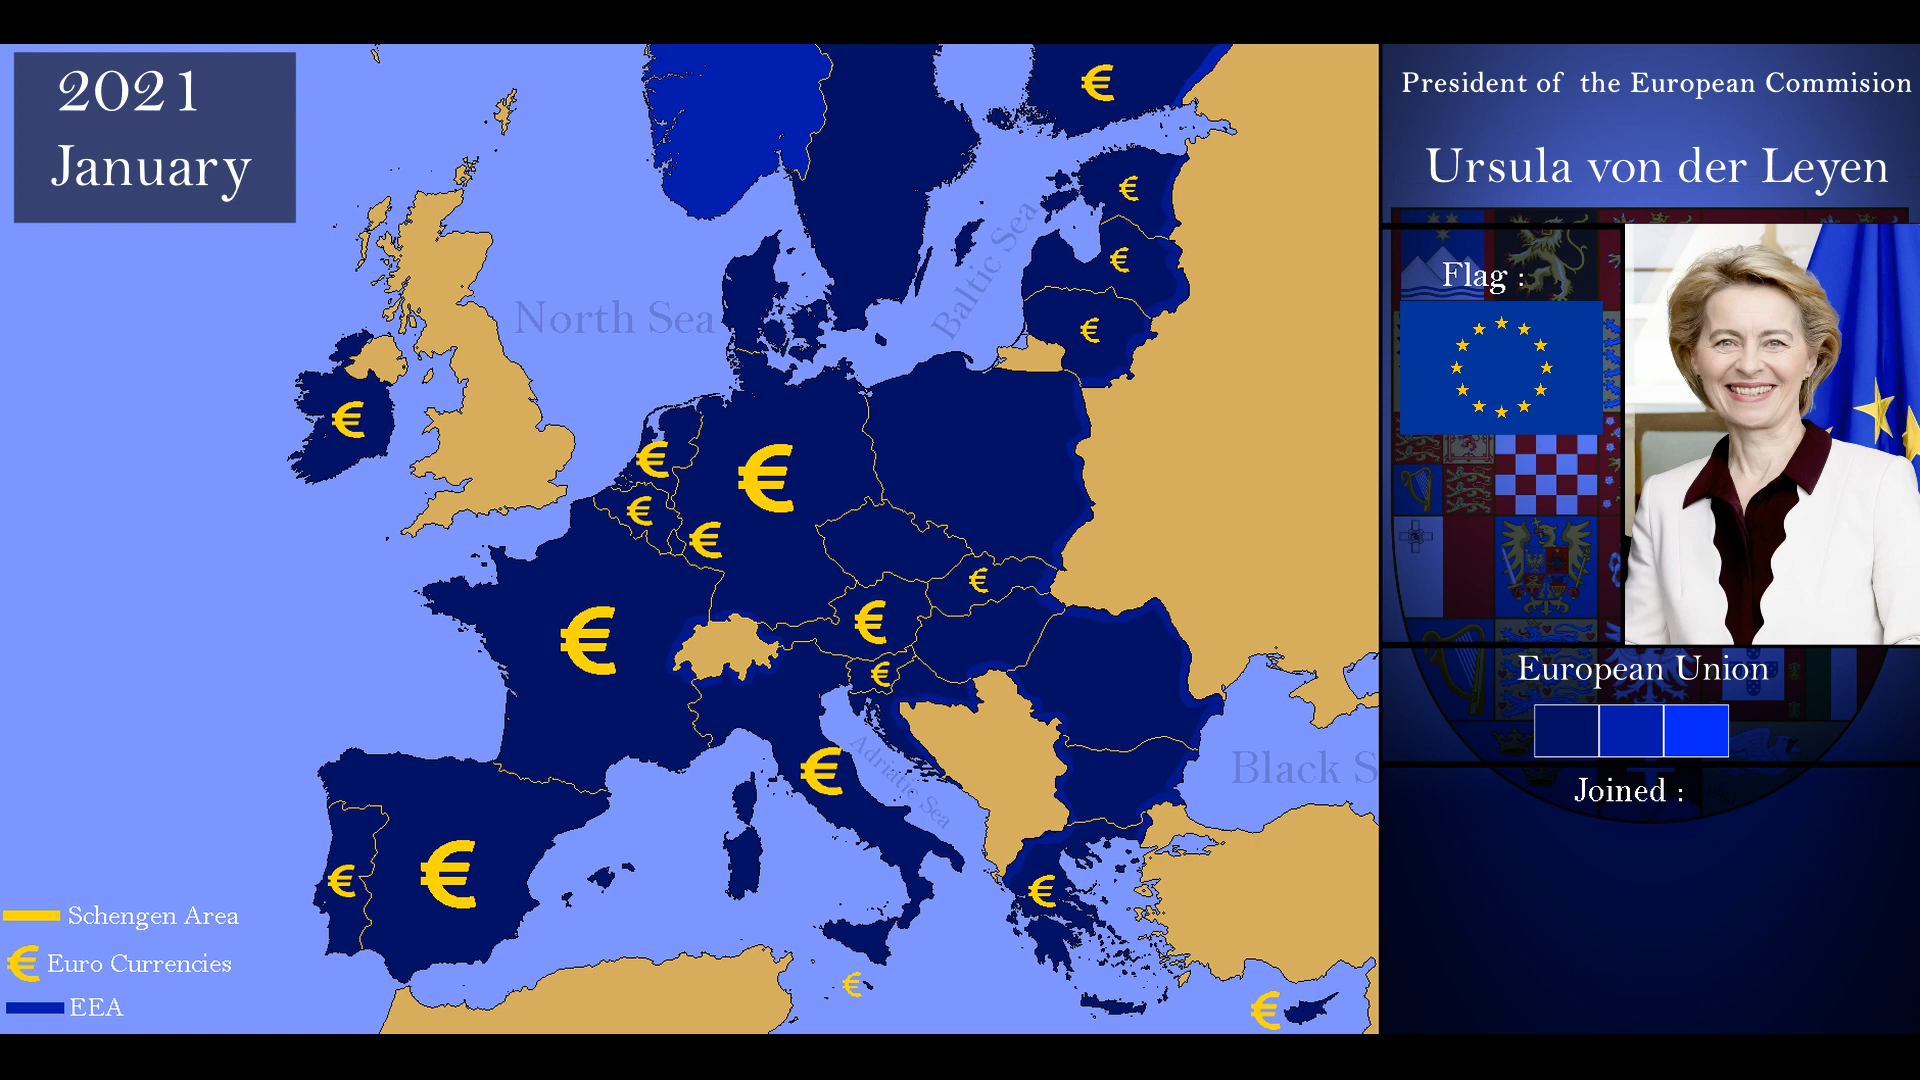 2021
January
North Sea
Baltic Sea
Adriatic Sea
Black S
Schengen Area
€ Euro Currencies
EEA
President of the European Commision
Ursula von der Leyen
Flag :
European Union
Joined :